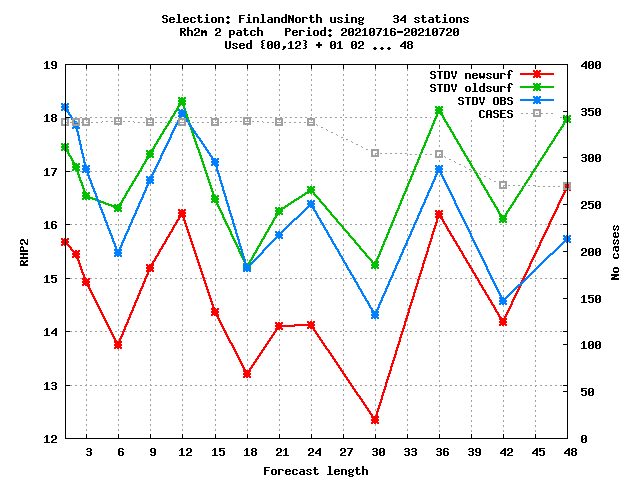 Selection: FinlandNorth using    34 stations
Rh2m 2 patch   Period: 20210716-20210720
Used {00,12} + 01 02 ... 48
STDV newsurf
STDV oldsurf
STDV OBS
CASES
19
18
17
16
15
14
13
12
RHP2
400
350
300
250
200
150
100
50
0
No cases
3 6 9 12 15 18 21 24 27 30 33 36 39 42 45 48
Forecast length